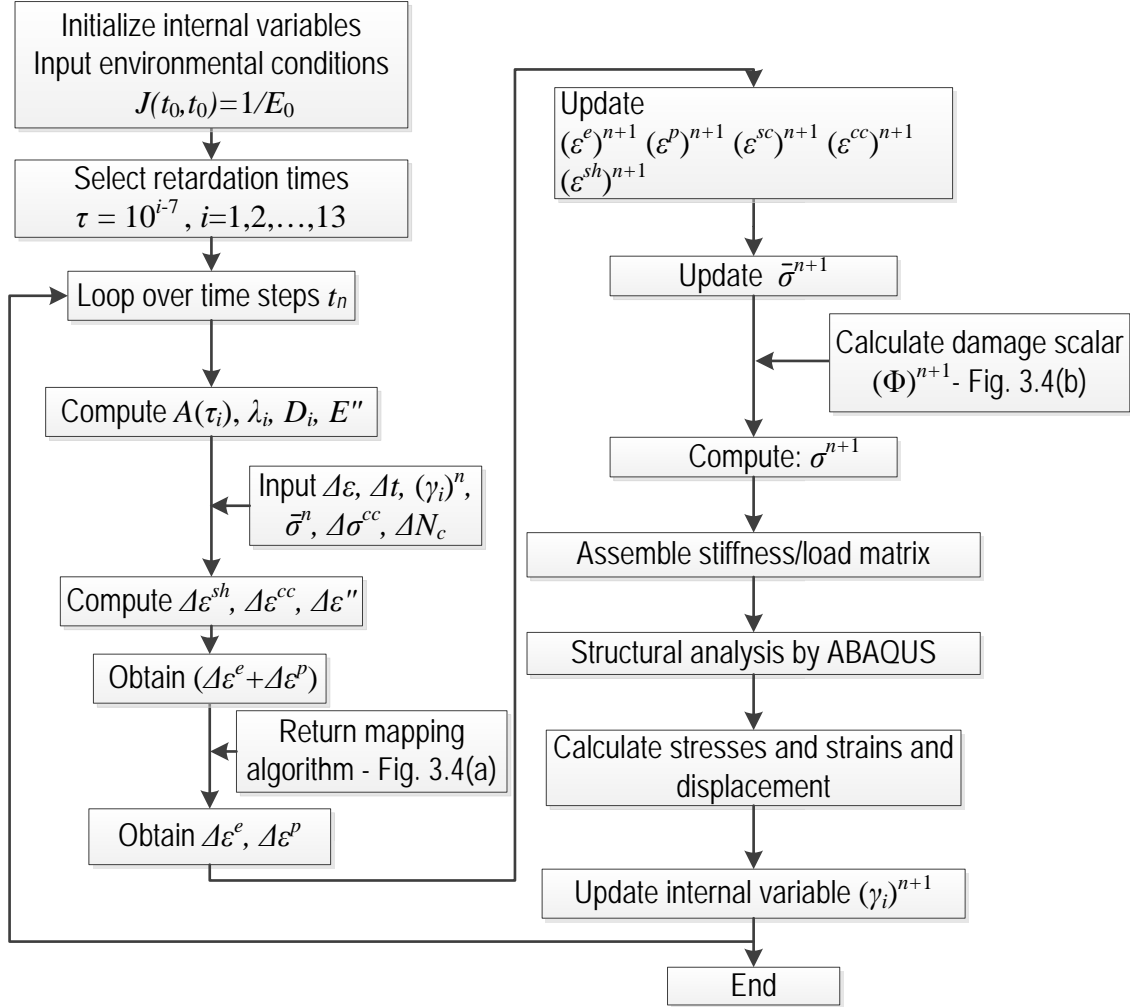 Initialize internal variables
Input environmental conditions
J(t₀,t₀)=1/E₀
Select retardation times
τ = 10^{i-7} , i=1,2,…,13
Loop over time steps tₙ
Compute A(τᵢ), λᵢ, Dᵢ, E″
Input Δε, Δt, (γᵢ)ⁿ,
σ̄ⁿ, Δσ^{cc}, ΔN_c
Compute Δε^{sh}, Δε^{cc}, Δε″
Obtain (Δε^e+Δε^p)
Return mapping
algorithm - Fig. 3.4(a)
Obtain Δε^e, Δε^p
Update
(ε^e)^{n+1} (ε^p)^{n+1} (ε^{sc})^{n+1} (ε^{cc})^{n+1}
(ε^{sh})^{n+1}
Update σ̄^{n+1}
Calculate damage scalar
(Φ)^{n+1}- Fig. 3.4(b)
Compute: σ^{n+1}
Assemble stiffness/load matrix
Structural analysis by ABAQUS
Calculate stresses and strains and
displacement
Update internal variable (γᵢ)^{n+1}
End